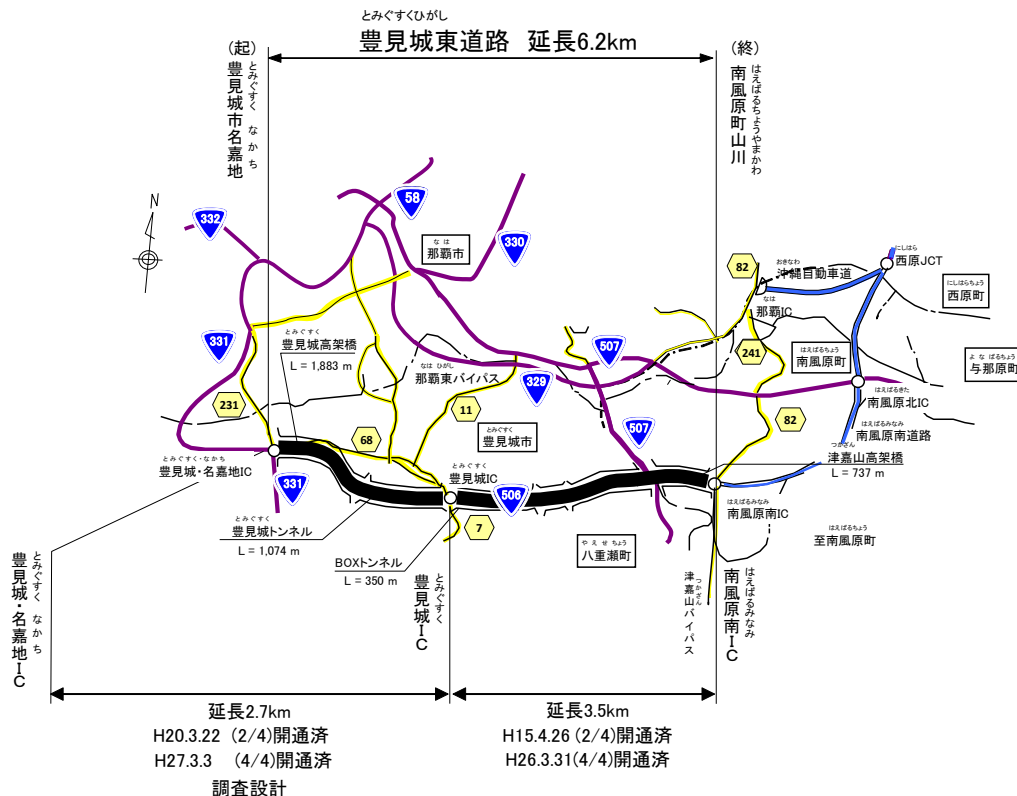 とみぐすくひがし
豊見城東道路 延長6.2km
(起)
豊見城市名嘉地
とみぐすく なかち
(終)
南風原町山川
はえばるちょうやまかわ
N
332
58
330
なは
那覇市
82
おきなわ
沖縄自動車道
にしはら
西原JCT
なは
那覇IC
にしはらちょう
西原町
331
とみぐすく
豊見城高架橋
L = 1,883 m
なは ひがし
那覇東バイパス
507
241
はえばるちょう
南風原町
よなばるちょう
与那原町
329
231
11
はえばるきた
南風原北IC
68
とみぐすく
豊見城市
507
82
はえばるみなみ
南風原南道路
つかざん
津嘉山高架橋
L = 737 m
とみぐすく・なかち
豊見城・名嘉地IC
とみぐすく
豊見城IC
331
506
はえばるみなみ
南風原南IC
とみぐすく
豊見城トンネル
L = 1,074 m
7
はえばるちょう
至南風原町
やえせちょう
八重瀬町
BOXトンネル
L = 350 m
豊見城・名嘉地IC
とみぐすく なかち
豊見城IC
とみぐすく
津嘉山バイパス
つかざん
南風原南IC
はえばるみなみ
延長2.7km
H20.3.22 (2/4)開通済
H27.3.3 (4/4)開通済
調査設計
延長3.5km
H15.4.26 (2/4)開通済
H26.3.31(4/4)開通済